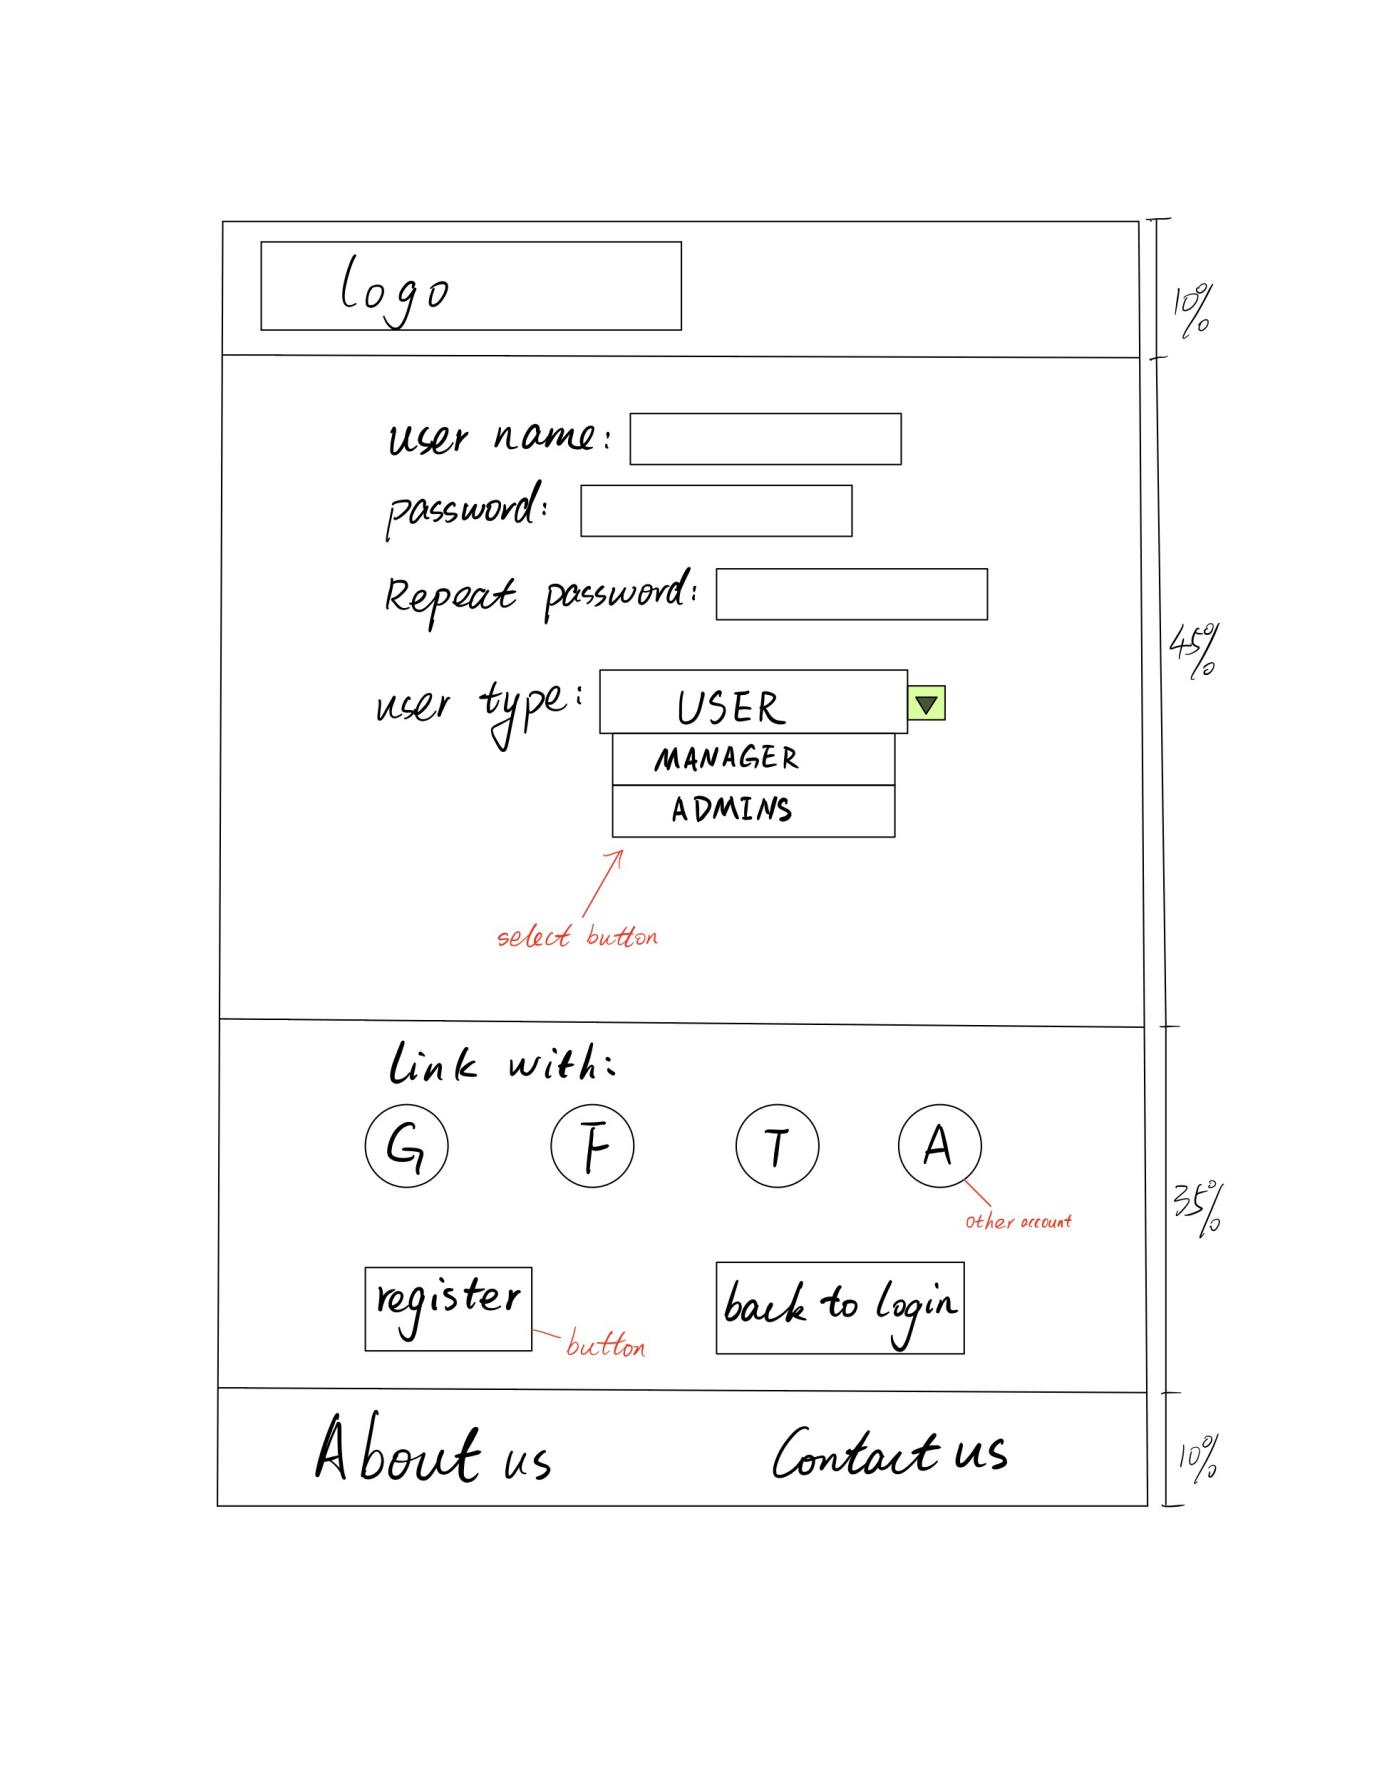 logo
10%
user name:
password:
Repeat password:
45%
user type: USER
MANAGER
ADMINS
select button
Link with:
G F T A
other account
35%
register back to login
button
About us Contact us
10%